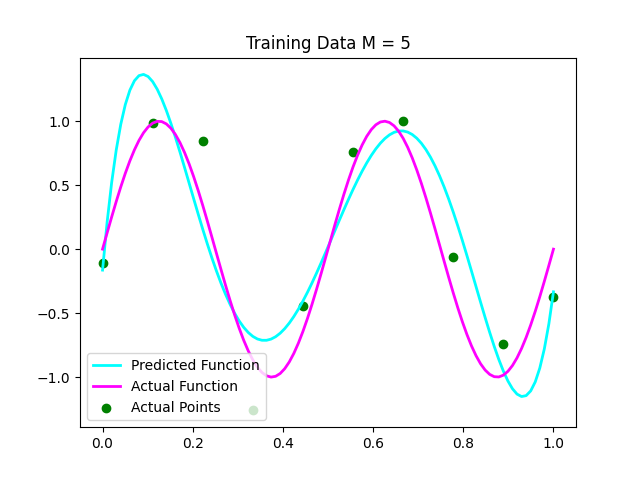 Training Data M = 5
1.0
0.5
0.0
−0.5
−1.0
Predicted Function
Actual Function
Actual Points
0.0 0.2 0.4 0.6 0.8 1.0